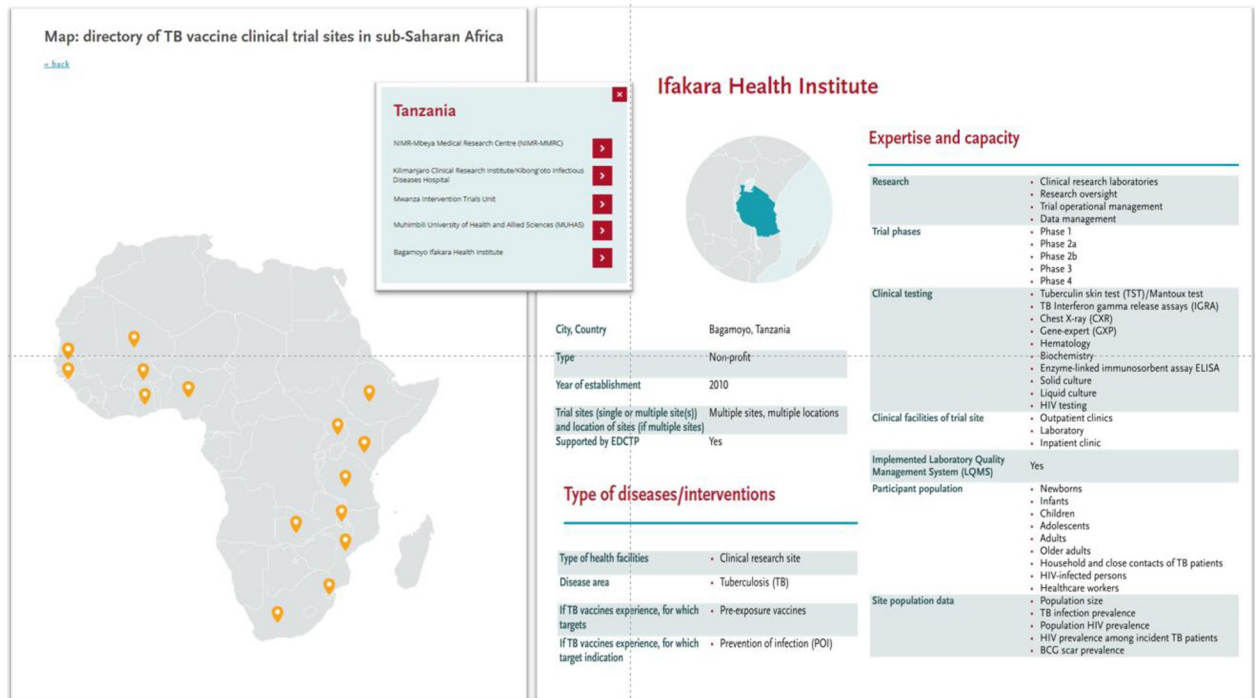 Map: directory of TB vaccine clinical trial sites in sub-Saharan Africa
« back
Tanzania
NIMR-Mbeya Medical Research Centre (NIMR-MMRC)
Kilimanjaro Clinical Research Institute/Kibong'oto Infectious
Diseases Hospital
Mwanza Intervention Trials Unit
Muhimbili University of Health and Allied Sciences (MUHAS)
Bagamoyo Ifakara Health Institute
Ifakara Health Institute
City, Country Bagamoyo, Tanzania
Type Non-profit
Year of establishment 2010
Trial sites (single or multiple site(s)) Multiple sites, multiple locations
and location of sites (if multiple sites)
Supported by EDCTP Yes
Type of diseases/interventions
Type of health facilities • Clinical research site
Disease area • Tuberculosis (TB)
If TB vaccines experience, for which • Pre-exposure vaccines
targets
If TB vaccines experience, for which • Prevention of infection (POI)
target indication
Expertise and capacity
Research • Clinical research laboratories
• Research oversight
• Trial operational management
• Data management
Trial phases • Phase 1
• Phase 2a
• Phase 2b
• Phase 3
• Phase 4
Clinical testing • Tuberculin skin test (TST)/Mantoux test
• TB Interferon gamma release assays (IGRA)
• Chest X-ray (CXR)
• Gene-expert (GXP)
• Hematology
• Biochemistry
• Enzyme-linked immunosorbent assay ELISA
• Solid culture
• Liquid culture
• HIV testing
Clinical facilities of trial site • Outpatient clinics
• Laboratory
• Inpatient clinic
Implemented Laboratory Quality Yes
Management System (LQMS)
Participant population • Newborns
• Infants
• Children
• Adolescents
• Adults
• Older adults
• Household and close contacts of TB patients
• HIV-infected persons
• Healthcare workers
Site population data • Population size
• TB infection prevalence
• Population HIV prevalence
• HIV prevalence among incident TB patients
• BCG scar prevalence